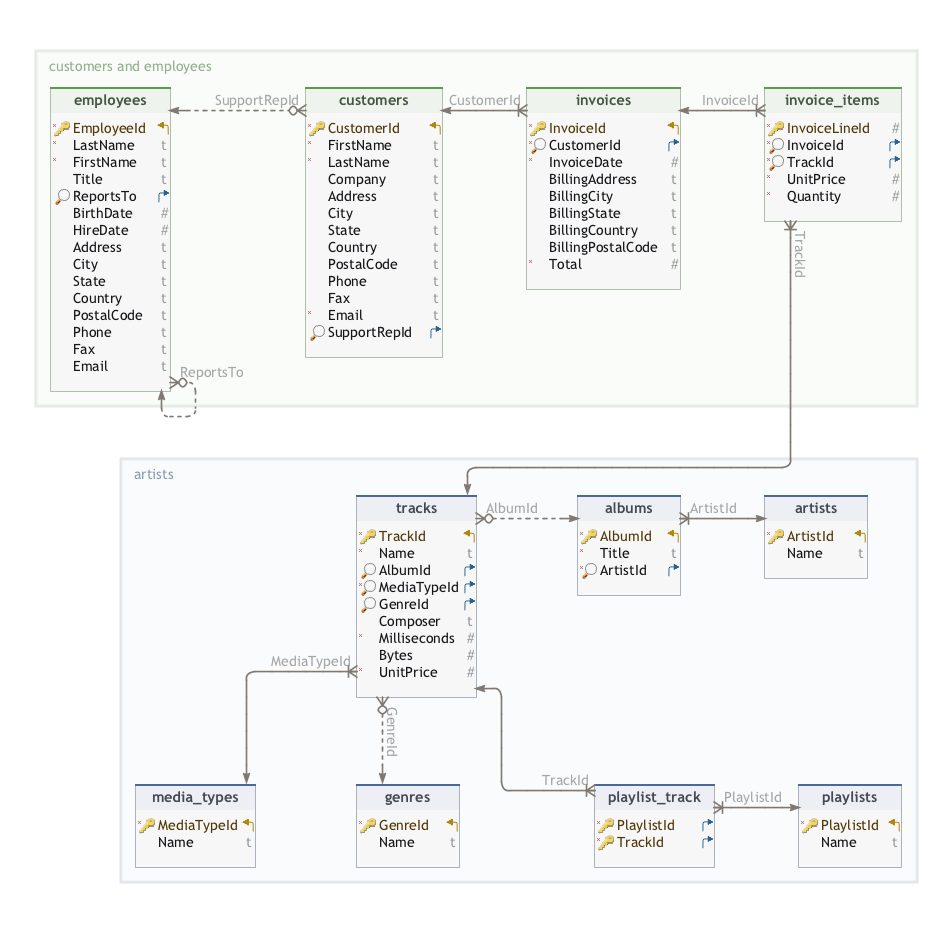 customers and employees
employees
EmployeeId
LastName t
FirstName t
Title t
ReportsTo
BirthDate #
HireDate #
Address t
City t
State t
Country t
PostalCode t
Phone t
Fax t
Email t
SupportRepId
ReportsTo
customers
CustomerId
FirstName t
LastName t
Company t
Address t
City t
State t
Country t
PostalCode t
Phone t
Fax t
Email t
SupportRepId
CustomerId
invoices
InvoiceId
CustomerId
InvoiceDate #
BillingAddress t
BillingCity t
BillingState t
BillingCountry t
BillingPostalCode t
Total #
InvoiceId
invoice_items
InvoiceLineId #
InvoiceId
TrackId
UnitPrice #
Quantity #
TrackId
artists
tracks
TrackId
Name t
AlbumId
MediaTypeId
GenreId
Composer t
Milliseconds #
Bytes #
UnitPrice #
AlbumId
albums
AlbumId
Title t
ArtistId
ArtistId
artists
ArtistId
Name t
MediaTypeId
GenreId
TrackId
PlaylistId
media_types
MediaTypeId
Name t
genres
GenreId
Name t
playlist_track
PlaylistId
TrackId
playlists
PlaylistId
Name t